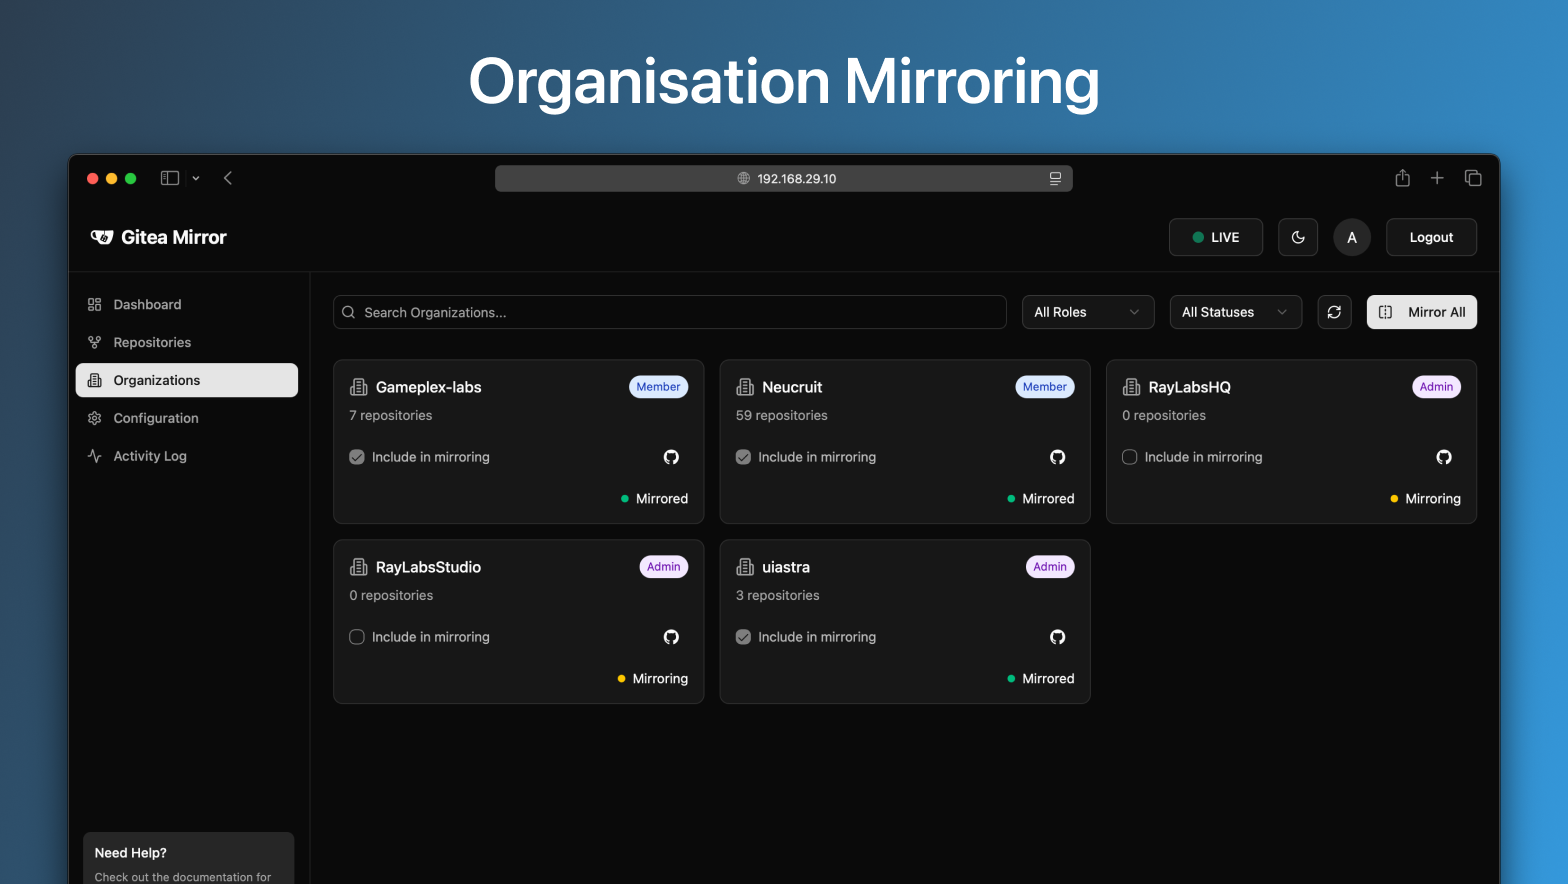 Organisation Mirroring
192.168.29.10
Gitea Mirror
LIVE
A
Logout
Dashboard
Repositories
Organizations
Configuration
Activity Log
Search Organizations...
All Roles
All Statuses
Mirror All
Gameplex-labs
Member
7 repositories
Include in mirroring
Mirrored
Neucruit
Member
59 repositories
Include in mirroring
Mirrored
RayLabsHQ
Admin
0 repositories
Include in mirroring
Mirroring
RayLabsStudio
Admin
0 repositories
Include in mirroring
Mirroring
uiastra
Admin
3 repositories
Include in mirroring
Mirrored
Need Help?
Check out the documentation for